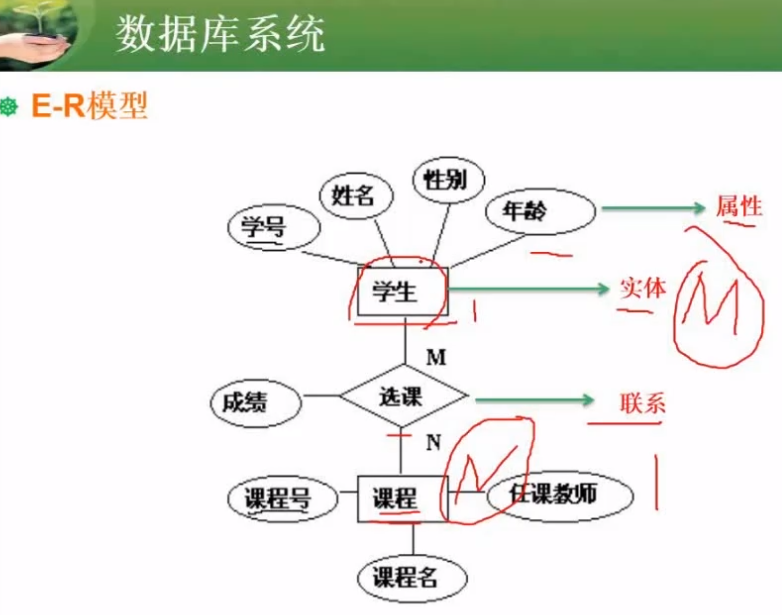 数据库系统
E-R模型
性别
姓名
年龄
属性
学号
学生
实体
1
M
M
成绩
选课
联系
N
N
课程号
课程
任课教师
1
课程名